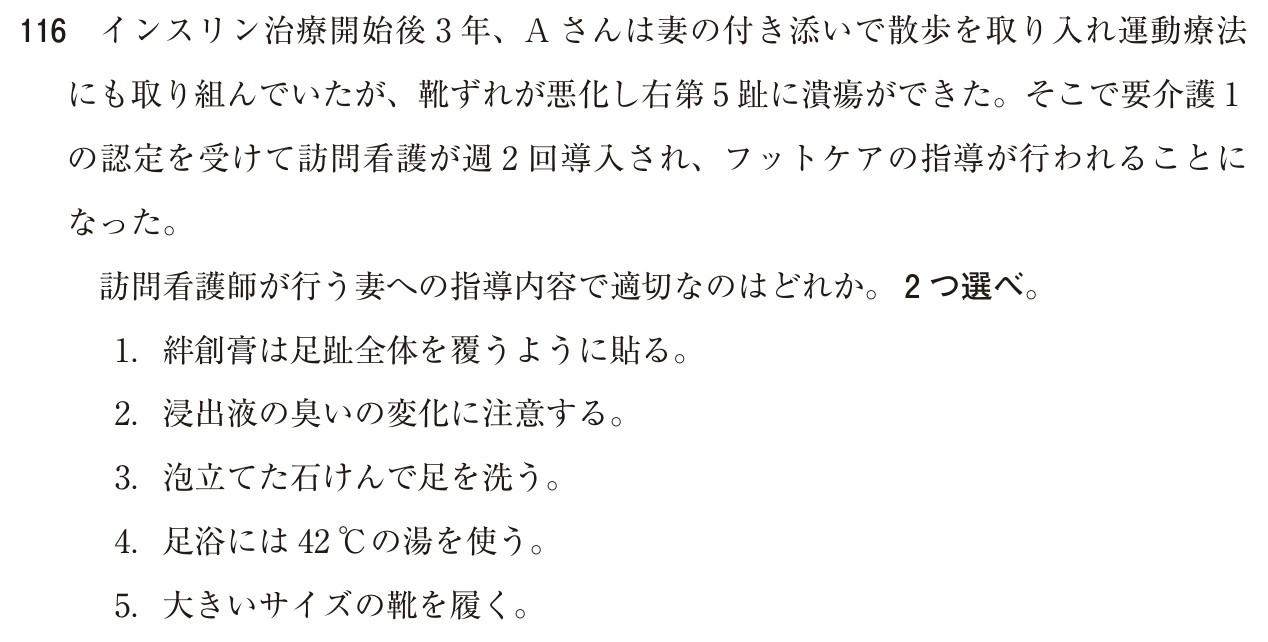 116 インスリン治療開始後3年、Aさんは妻の付き添いで散歩を取り入れ運動療法
にも取り組んでいたが、靴ずれが悪化し右第5趾に潰瘍ができた。そこで要介護1
の認定を受けて訪問看護が週2回導入され、フットケアの指導が行われることに
なった。
訪問看護師が行う妻への指導内容で適切なのはどれか。2つ選べ。
1. 絆創膏は足趾全体を覆うように貼る。
2. 浸出液の臭いの変化に注意する。
3. 泡立てた石けんで足を洗う。
4. 足浴には42℃の湯を使う。
5. 大きいサイズの靴を履く。